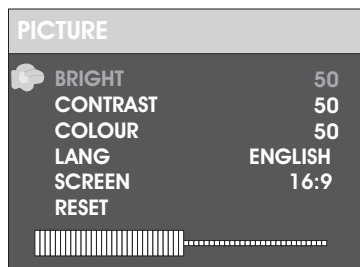 PICTURE
BRIGHT 50
CONTRAST 50
COLOUR 50
LANG ENGLISH
SCREEN 16:9
RESET